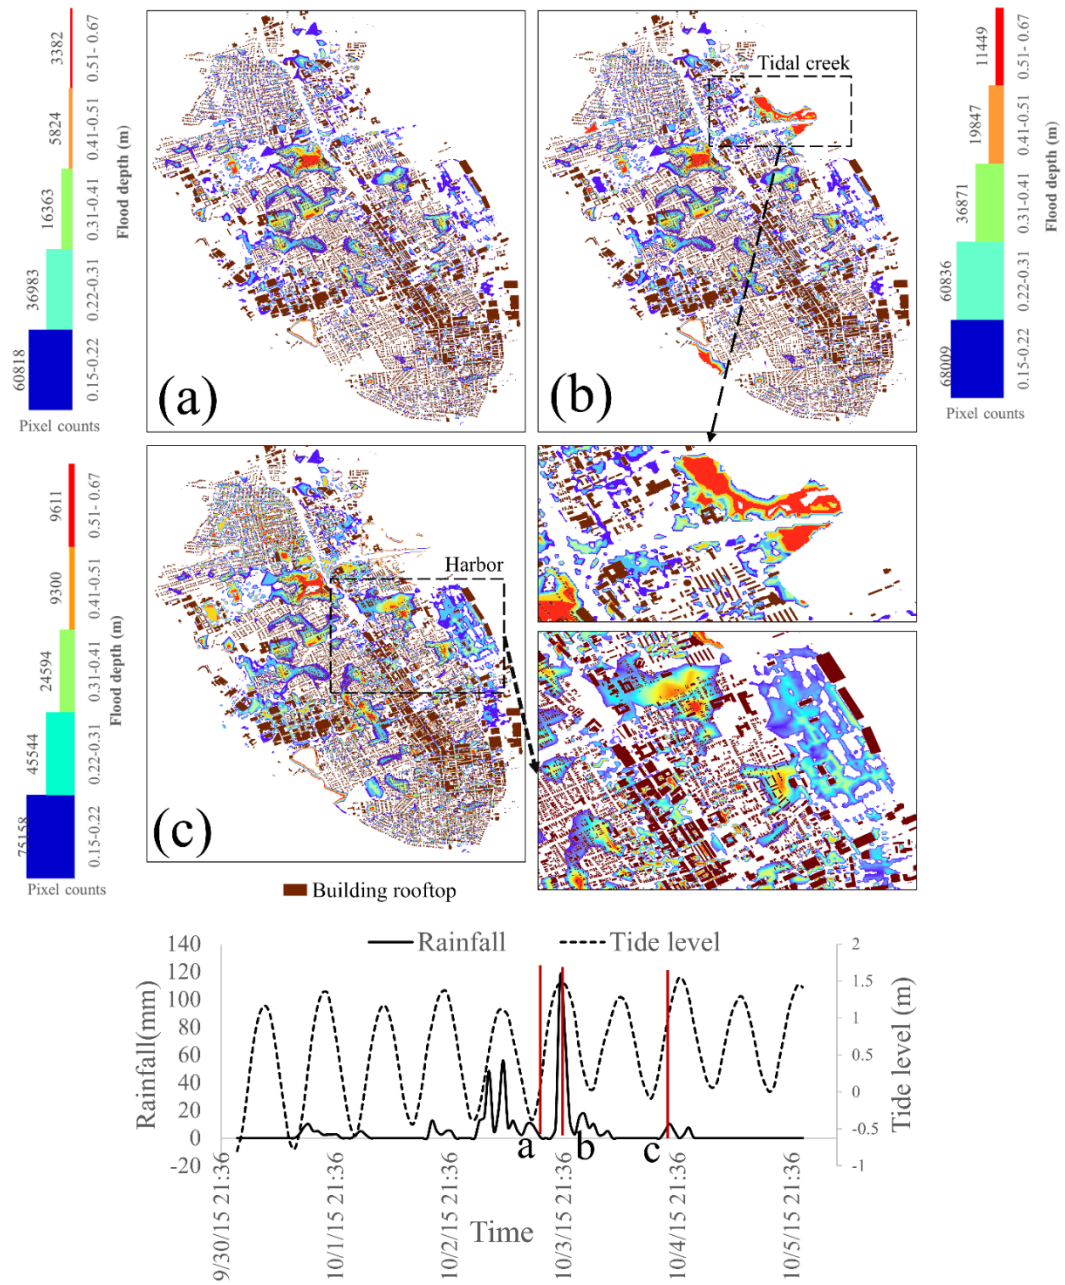 3382
5824
16363
36983
60818
0.51- 0.67
0.41-0.51
0.31-0.41
0.22-0.31
0.15-0.22
Flood depth (m)
Pixel counts
(a)
Tidal creek
(b)
11449
19847
36871
60836
68009
0.51- 0.67
0.41-0.51
0.31-0.41
0.22-0.31
0.15-0.22
Flood depth (m)
Pixel counts
9611
9300
24594
45544
75158
0.51- 0.67
0.41-0.51
0.31-0.41
0.22-0.31
0.15-0.22
Flood depth (m)
Pixel counts
Harbor
(c)
Building rooftop
Rainfall
Tide level
140
120
100
80
60
40
20
0
-20
Rainfall(mm)
2
1.5
1
0.5
0
-0.5
-1
Tide level (m)
a
b
c
9/30/15 21:36
10/1/15 21:36
10/2/15 21:36
10/3/15 21:36
10/4/15 21:36
10/5/15 21:36
Time